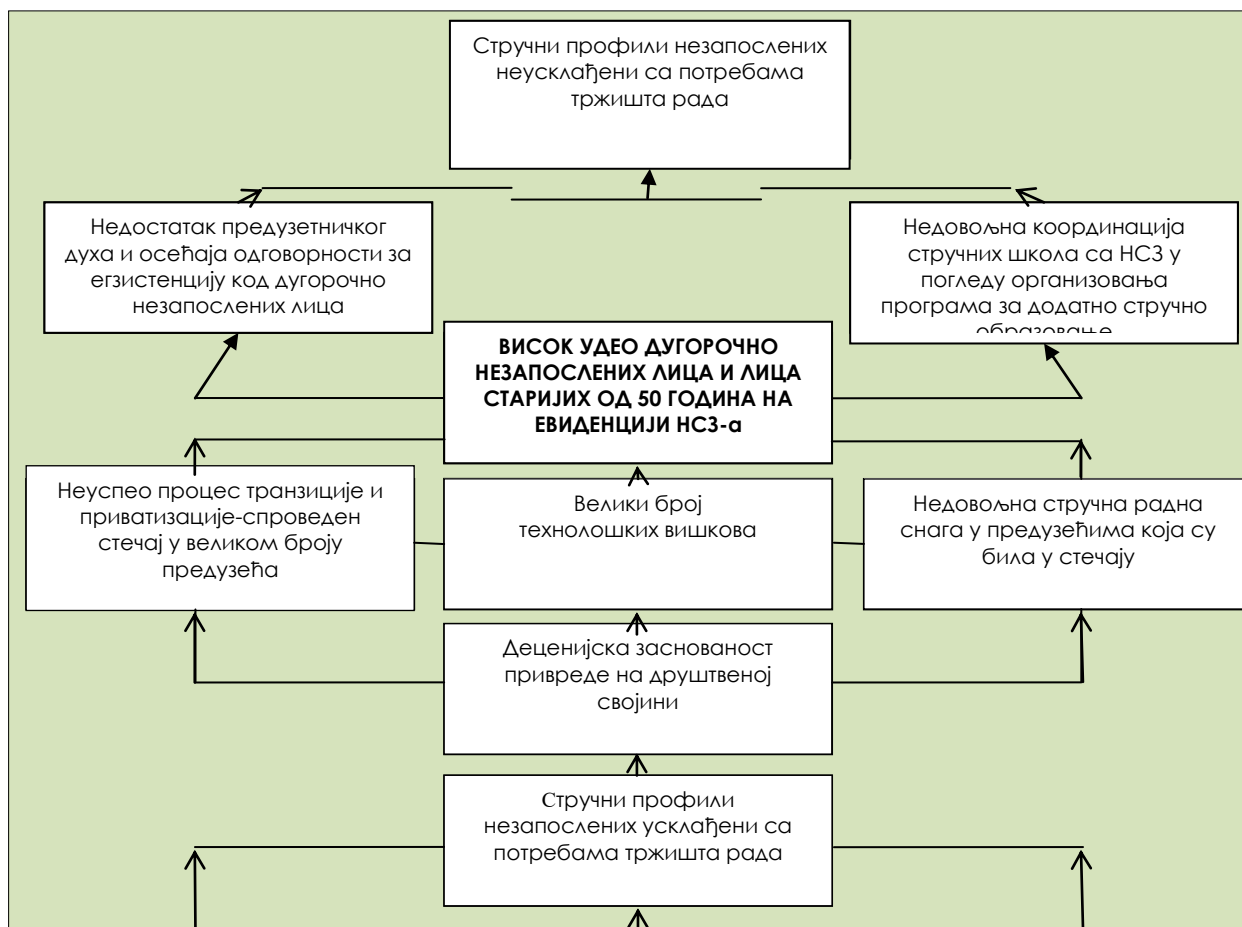 Стручни профили незапослених
неусклађени са потребама
тржишта рада
Недостатак предузетничког
духа и осећаја одговорности за
егзистенцију код дугорочно
незапослених лица
Недовољна координација
стручних школа са НСЗ у
погледу организовања
програма за додатно стручно
образовање
ВИСОК УДЕО ДУГОРОЧНО
НЕЗАПОСЛЕНИХ ЛИЦА И ЛИЦА
СТАРИЈИХ ОД 50 ГОДИНА НА
ЕВИДЕНЦИЈИ НСЗ-а
Неуспео процес транзиције и
приватизације-спроведен
стечај у великом броју
предузећа
Велики број
технолошких вишкова
Недовољна стручна радна
снага у предузећима која су
била у стечају
Деценијска заснованост
привреде на друштвеној
својини
Стручни профили
незапослених усклађени са
потребама тржишта рада